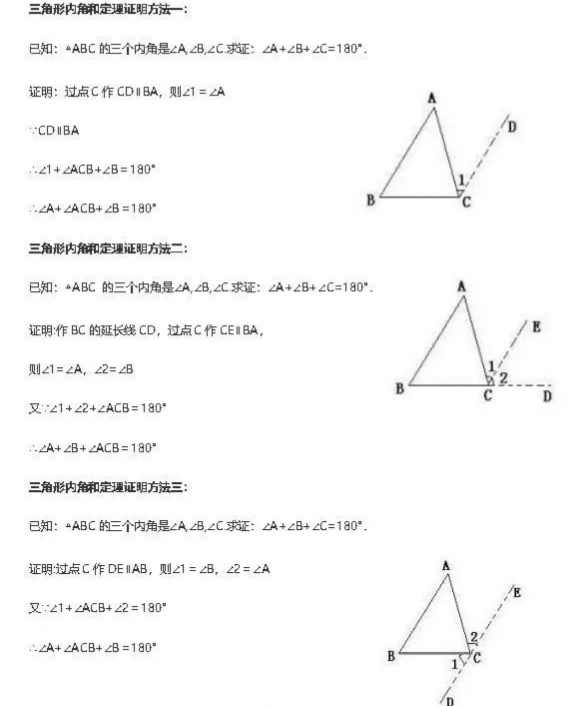 三角形内角和定理证明方法一:
已知：△ABC 的三个内角是∠A,∠B,∠C.求证：∠A+∠B+∠C=180°.
证明：过点 C 作 CD∥BA，则∠1=∠A
∵CD∥BA
∴∠1+∠ACB+∠B=180°
∴∠A+∠ACB+∠B=180°
A
D
1
B
C
三角形内角和定理证明方法二:
已知：△ABC 的三个内角是∠A,∠B,∠C.求证：∠A+∠B+∠C=180°.
证明:作 BC 的延长线 CD，过点 C 作 CE∥BA，
则∠1=∠A，∠2=∠B
又∵∠1+∠2+∠ACB=180°
∴∠A+∠B+∠ACB=180°
A
E
1
2
B
C
D
三角形内角和定理证明方法三:
已知：△ABC 的三个内角是∠A,∠B,∠C.求证：∠A+∠B+∠C=180°.
证明:过点 C 作 DE∥AB，则∠1=∠B，∠2=∠A
又∵∠1+∠ACB+∠2=180°
∴∠A+∠ACB+∠B=180°
A
E
2
B
1
C
D